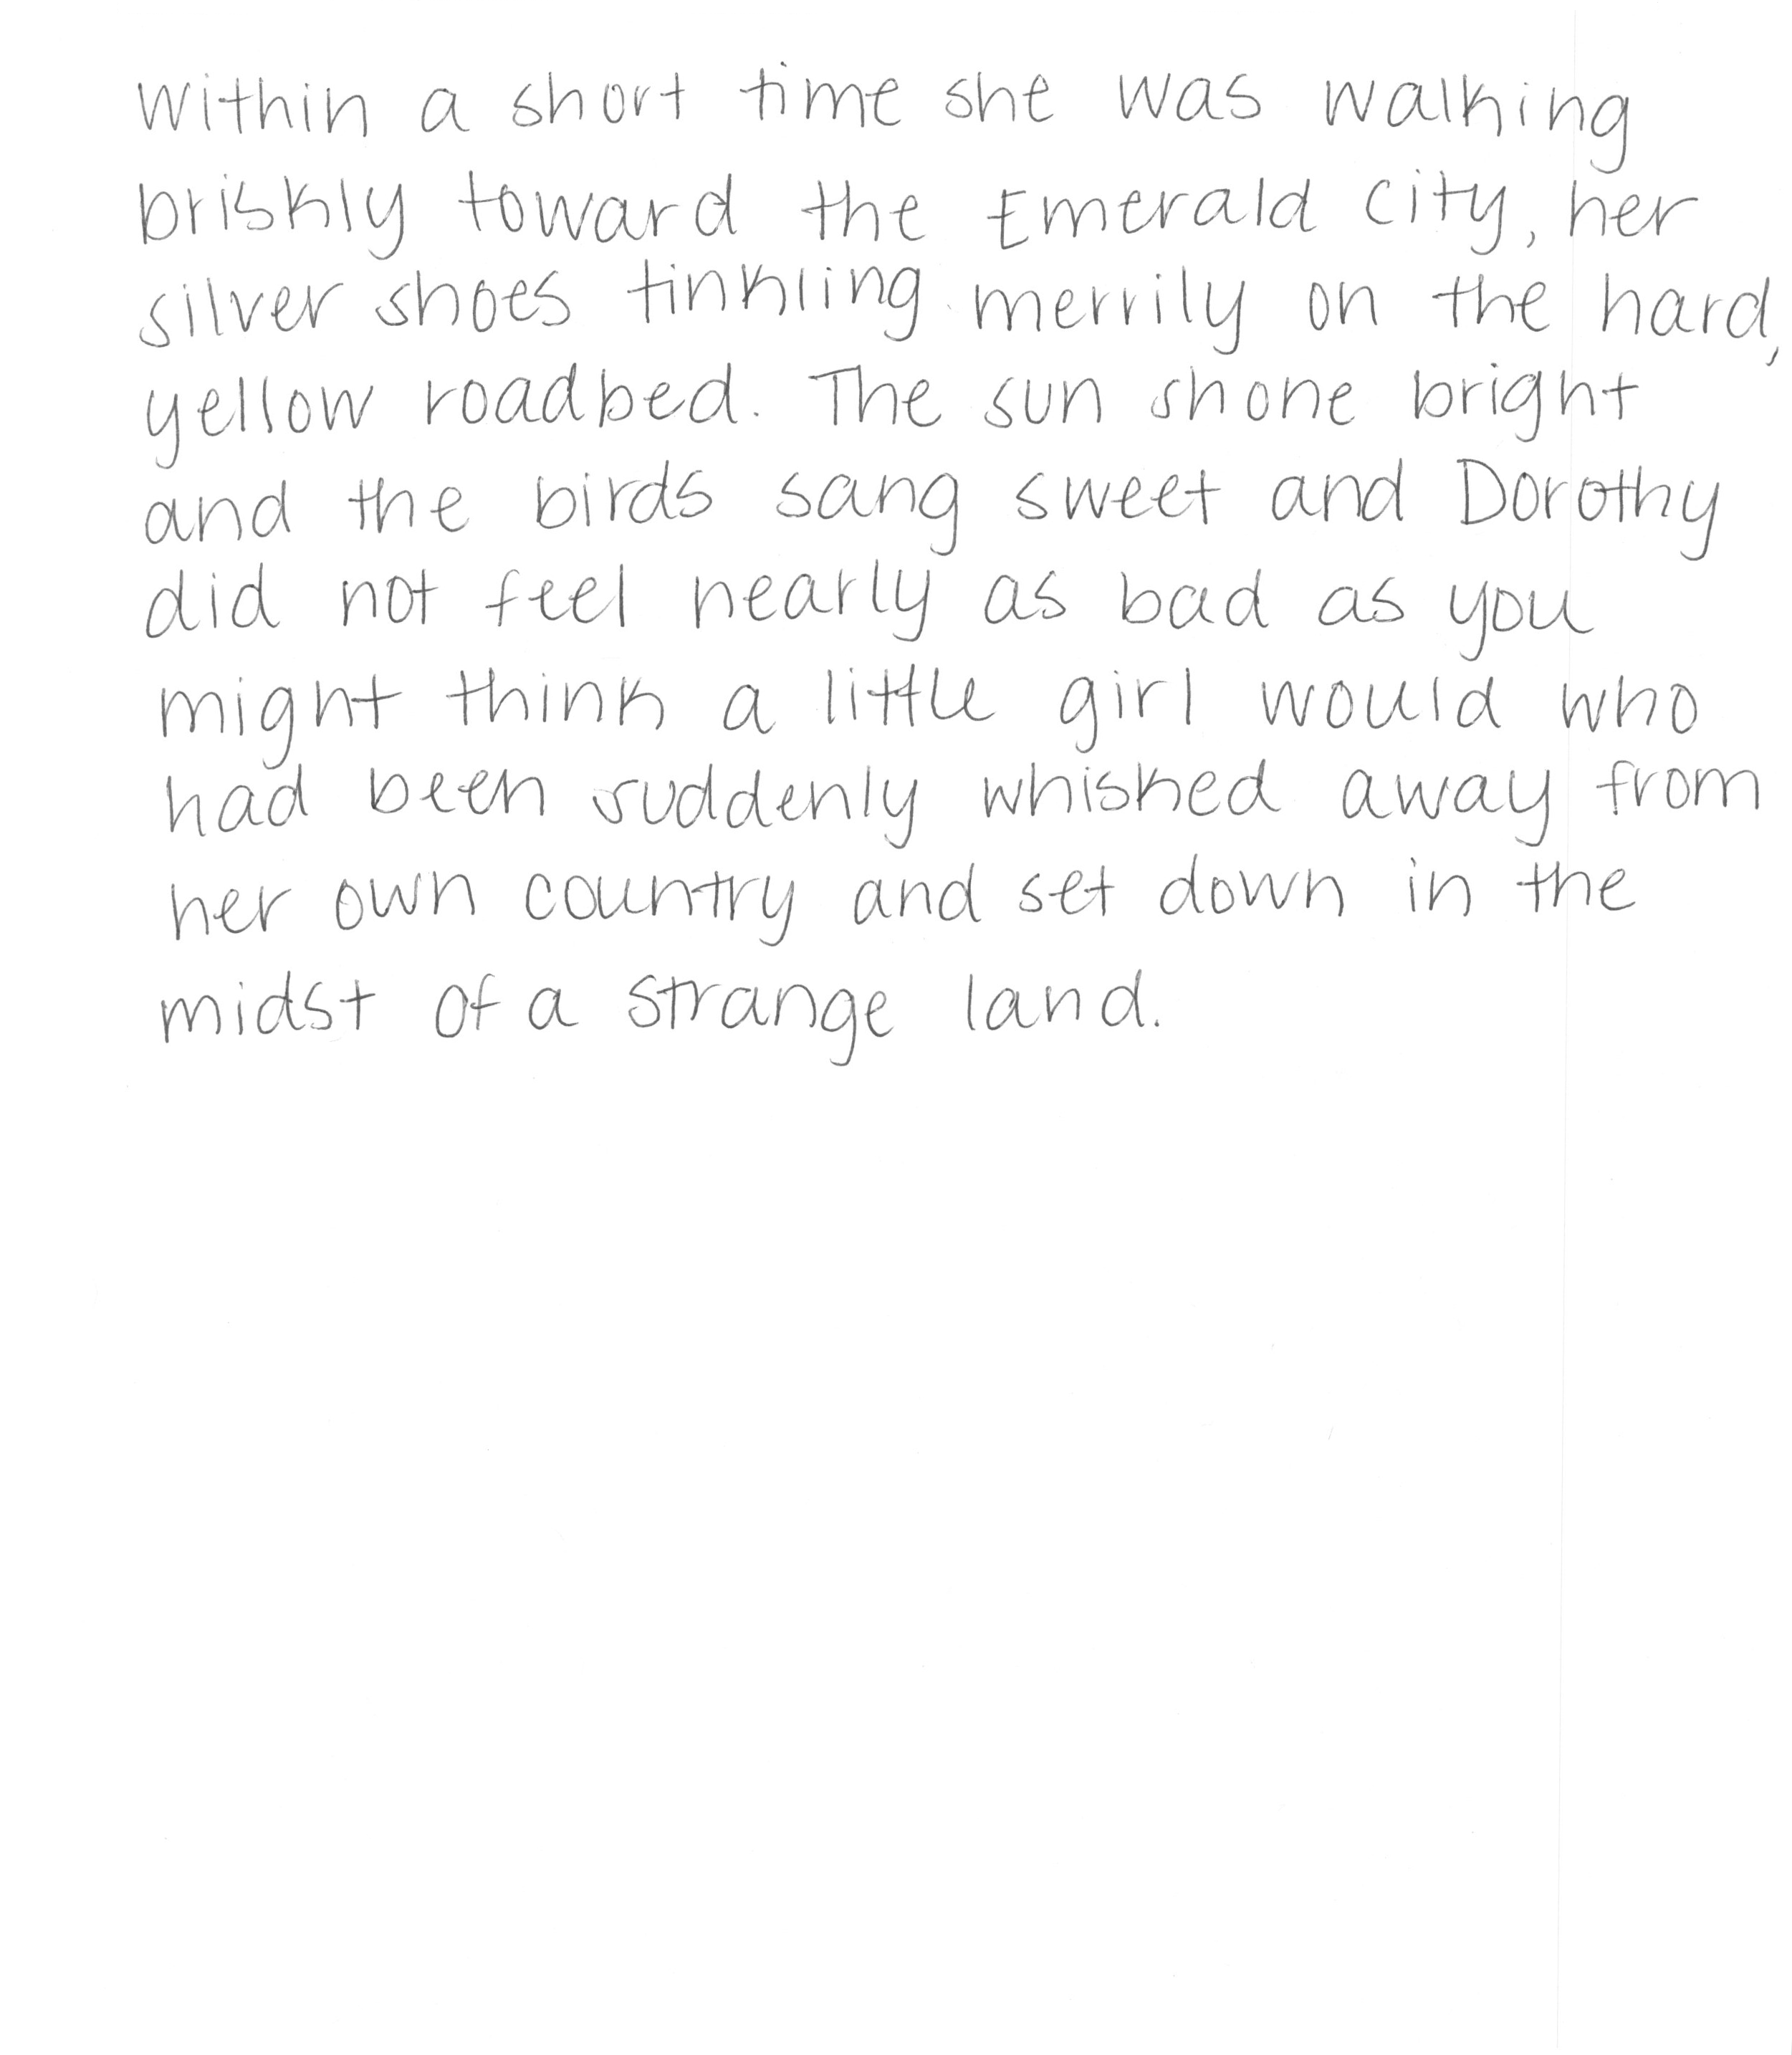 Within a short time she was walking
briskly toward the Emerald City, her
silver shoes tinkling merrily on the hard,
yellow roadbed. The sun shone bright
and the birds sang sweet and Dorothy
did not feel nearly as bad as you
might think a little girl would who
had been suddenly whisked away from
her own country and set down in the
midst of a strange land.